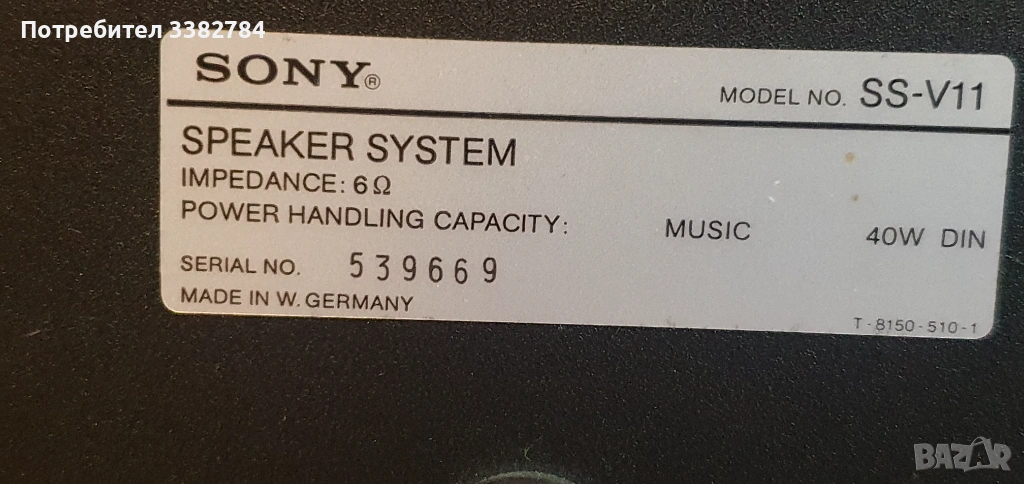 Потребител 3382784
SONY®
MODEL NO. SS-V11
SPEAKER SYSTEM
IMPEDANCE: 6Ω
POWER HANDLING CAPACITY: MUSIC 40W DIN
SERIAL NO. 539669
MADE IN W. GERMANY
T-8150-510-1
BAZAR